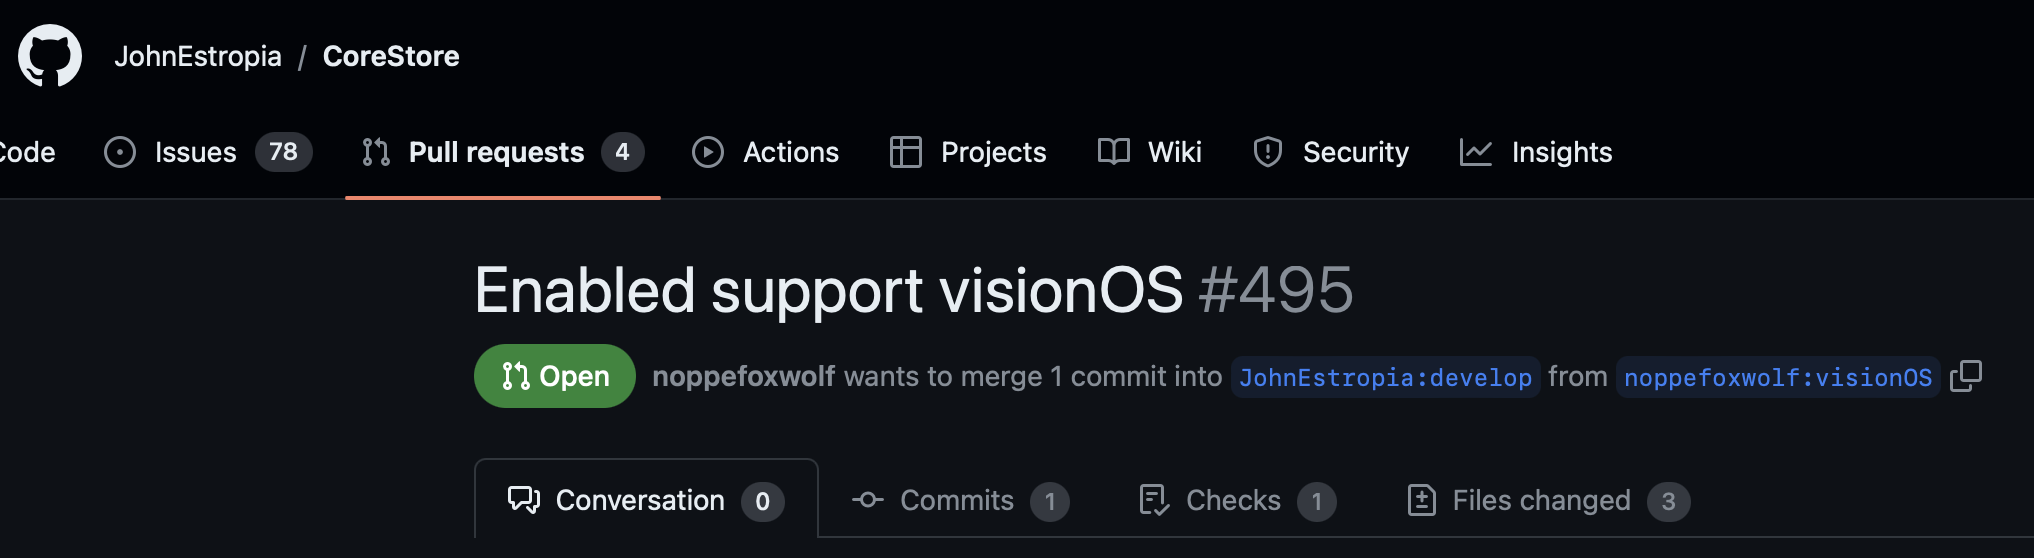 JohnEstropia / CoreStore
Code Issues 78 Pull requests 4 Actions Projects Wiki Security Insights
Enabled support visionOS #495
Open noppefoxwolf wants to merge 1 commit into JohnEstropia:develop from noppefoxwolf:visionOS
Conversation 0 Commits 1 Checks 1 Files changed 3